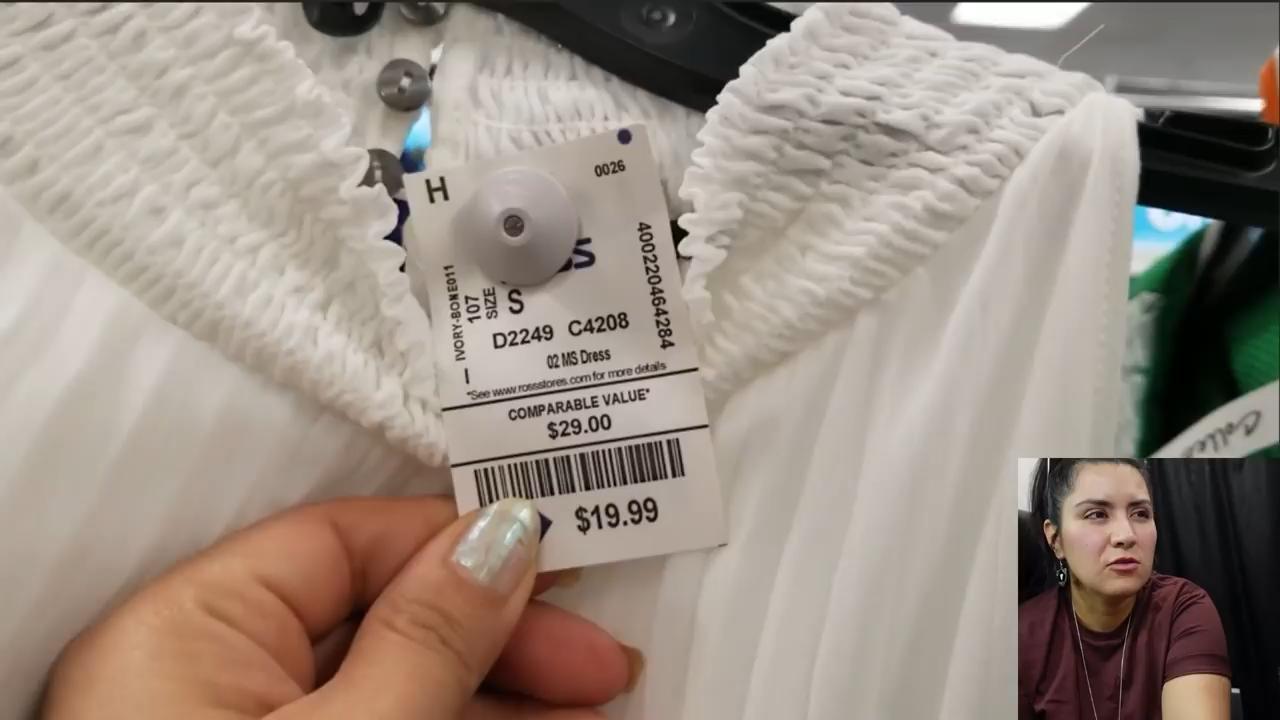 H
0026
IVORY-BONE011
107
SIZE
S
400220464284
D2249 C4208
02 MS Dress
*See www.rossstores.com for more details
COMPARABLE VALUE*
$29.00
$19.99
Colle